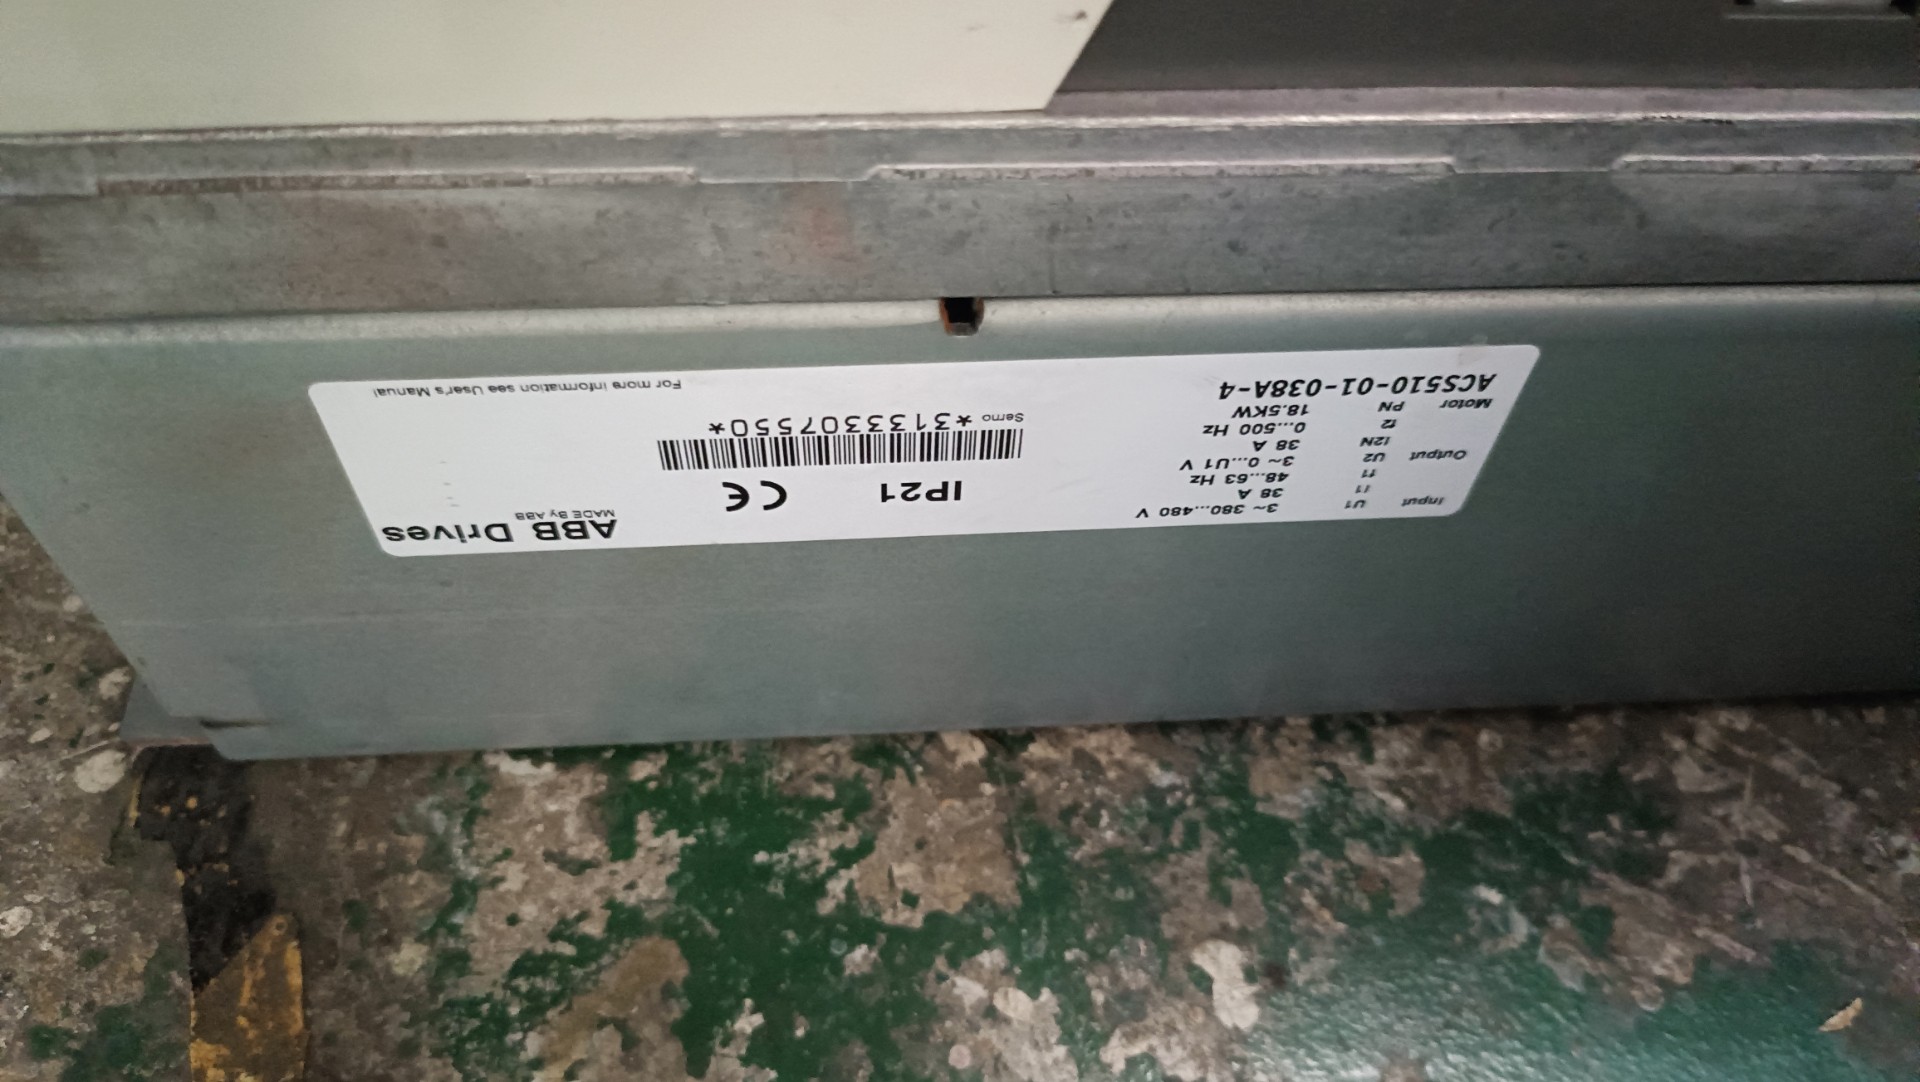 ABB Drives
MADE By ABB
Input U1 3~ 380...480 V
I1 38 A
f1 48...63 Hz
Output U2 3~ 0...U1 V
I2N 38 A
f2 0...500 Hz
Motor PN 18.5KW
ACS510-01-038A-4
IP21 CE
Serno *3133307550*
For more information see User's Manual